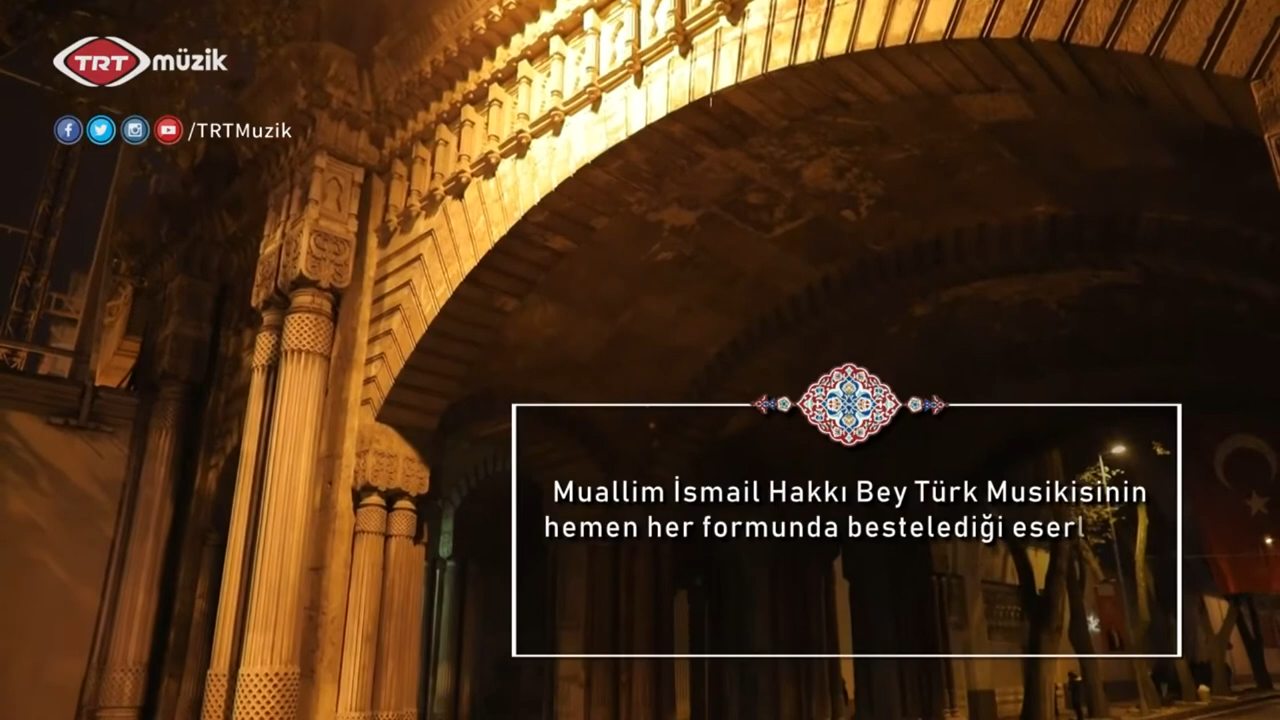 TRT müzik
/TRTMuzik
Muallim İsmail Hakkı Bey Türk Musikisinin
hemen her formunda bestelediği eserl